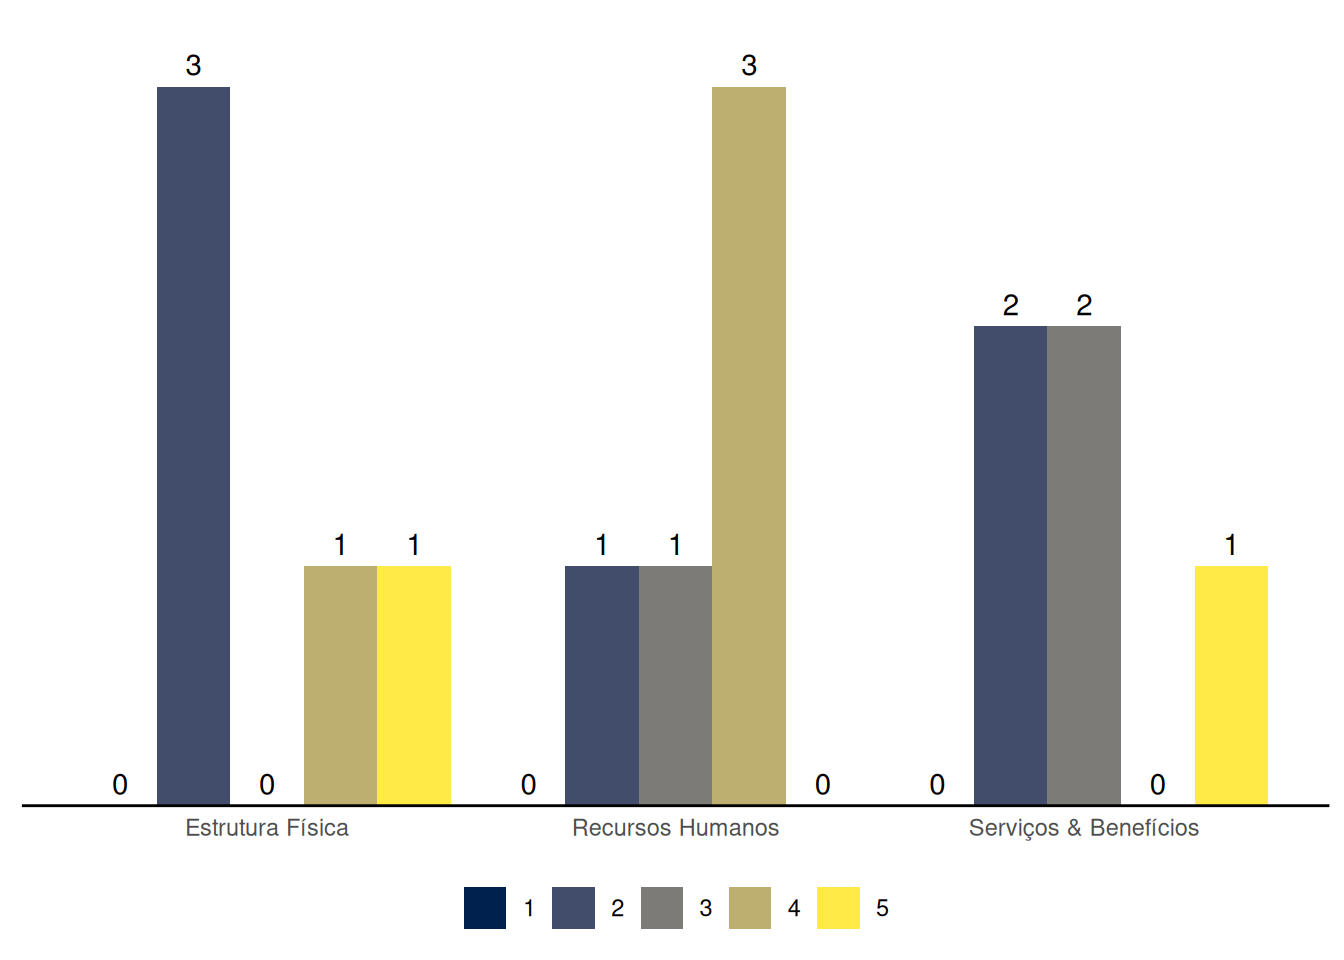 3 3
2 2
1 1 1 1 1
0 0 0 0 0 0
Estrutura Física Recursos Humanos Serviços & Benefícios
1 2 3 4 5